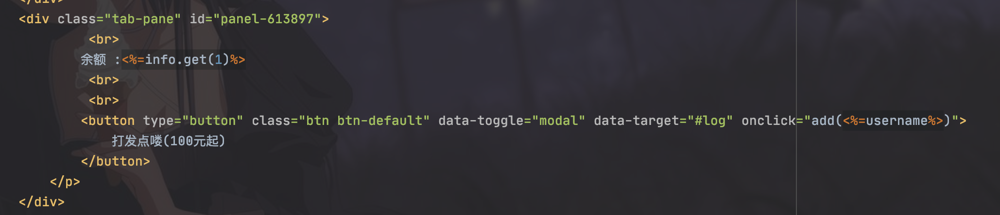 </div>
<div class="tab-pane" id="panel-613897">
<br>
余额 :<%=info.get(1)%>
<br>
<br>
<button type="button" class="btn btn-default" data-toggle="modal" data-target="#log" onclick="add(<%=username%>)">
打发点喽(100元起)
</button>
</p>
</div>